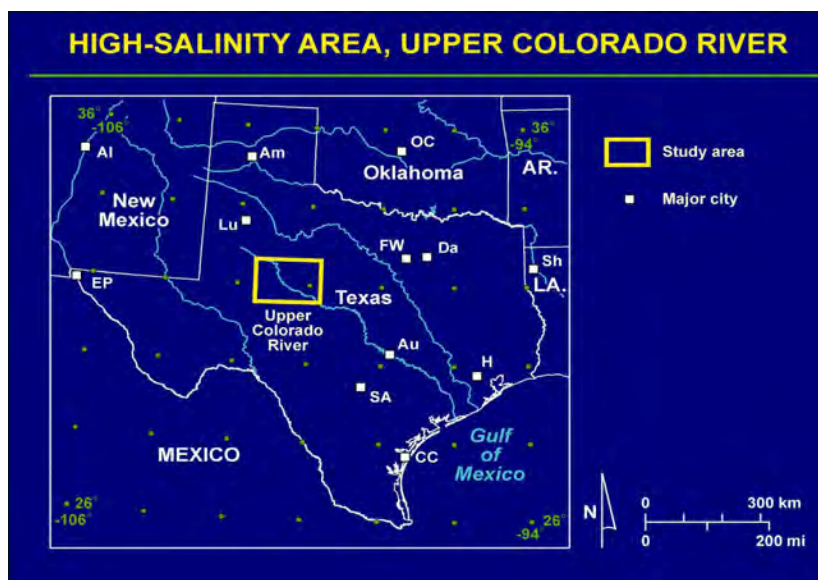 HIGH-SALINITY AREA, UPPER COLORADO RIVER
36°
-106°
Al
Am
OC
36°
-94°
Oklahoma
AR.
New
Mexico
Lu
FW
Da
Sh
LA.
EP
Texas
Upper
Colorado
River
Au
H
SA
MEXICO
CC
Gulf
of
Mexico
26°
-106°
26°
-94°
Study area
Major city
N
0
300 km
0
200 mi